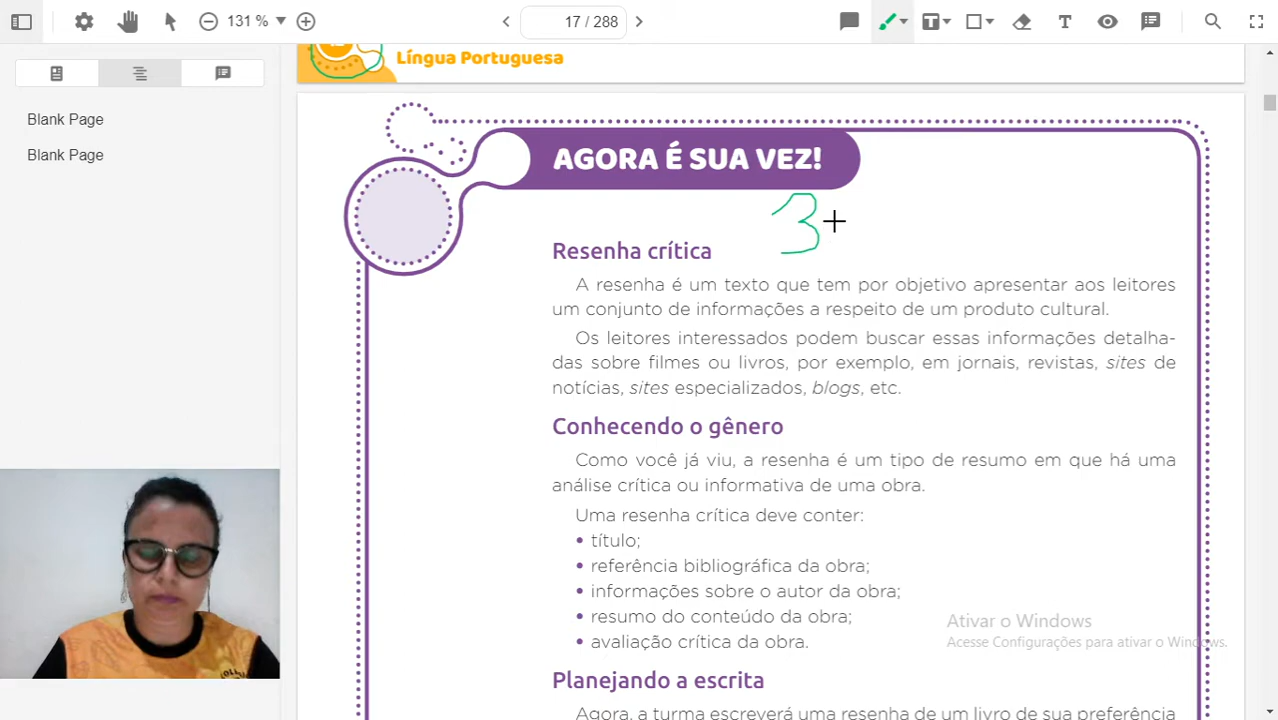 131 %
17 / 288
Língua Portuguesa
Blank Page
Blank Page
AGORA É SUA VEZ!
3
Resenha crítica
A resenha é um texto que tem por objetivo apresentar aos leitores
um conjunto de informações a respeito de um produto cultural.
Os leitores interessados podem buscar essas informações detalha-
das sobre filmes ou livros, por exemplo, em jornais, revistas, sites de
notícias, sites especializados, blogs, etc.
Conhecendo o gênero
Como você já viu, a resenha é um tipo de resumo em que há uma
análise crítica ou informativa de uma obra.
Uma resenha crítica deve conter:
• título;
• referência bibliográfica da obra;
• informações sobre o autor da obra;
• resumo do conteúdo da obra;
• avaliação crítica da obra.
Ativar o Windows
Acesse Configurações para ativar o Windows.
Planejando a escrita
Agora, a turma escreverá uma resenha de um livro de sua preferência